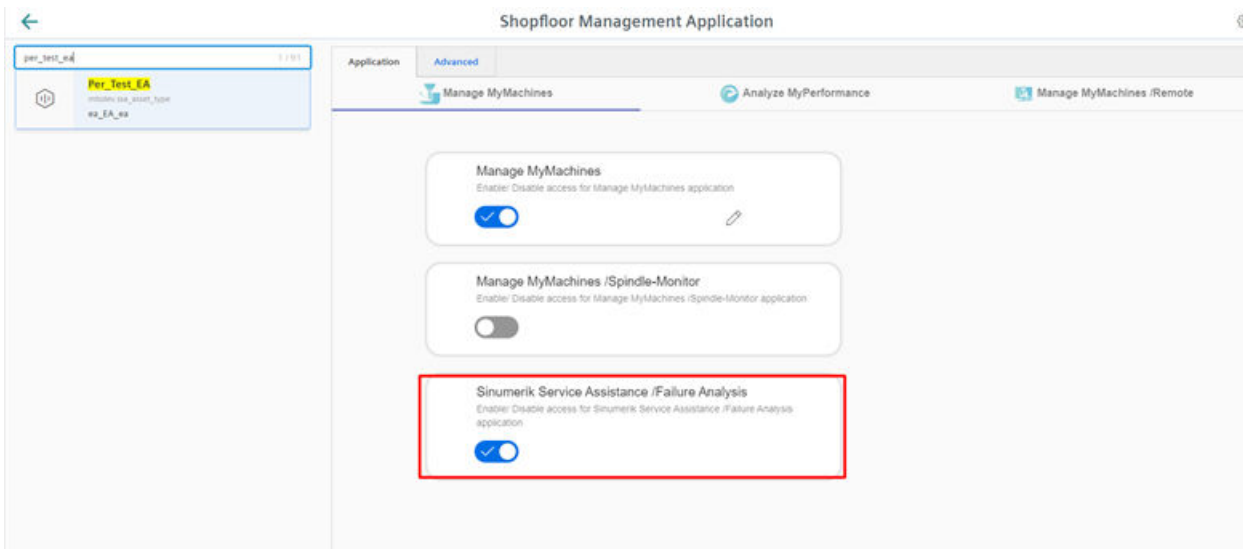 Shopfloor Management Application
per_test_ea
Per_Test_EA
ea_EA_ea
Application Advanced
Manage MyMachines Analyze MyPerformance Manage MyMachines /Remote
Manage MyMachines
Enable/ Disable access for Manage MyMachines application
Manage MyMachines /Spindle-Monitor
Enable/ Disable access for Manage MyMachines /Spindle-Monitor application
Sinumerik Service Assistance /Failure Analysis
Enable/ Disable access for Sinumerik Service Assistance /Failure Analysis
application